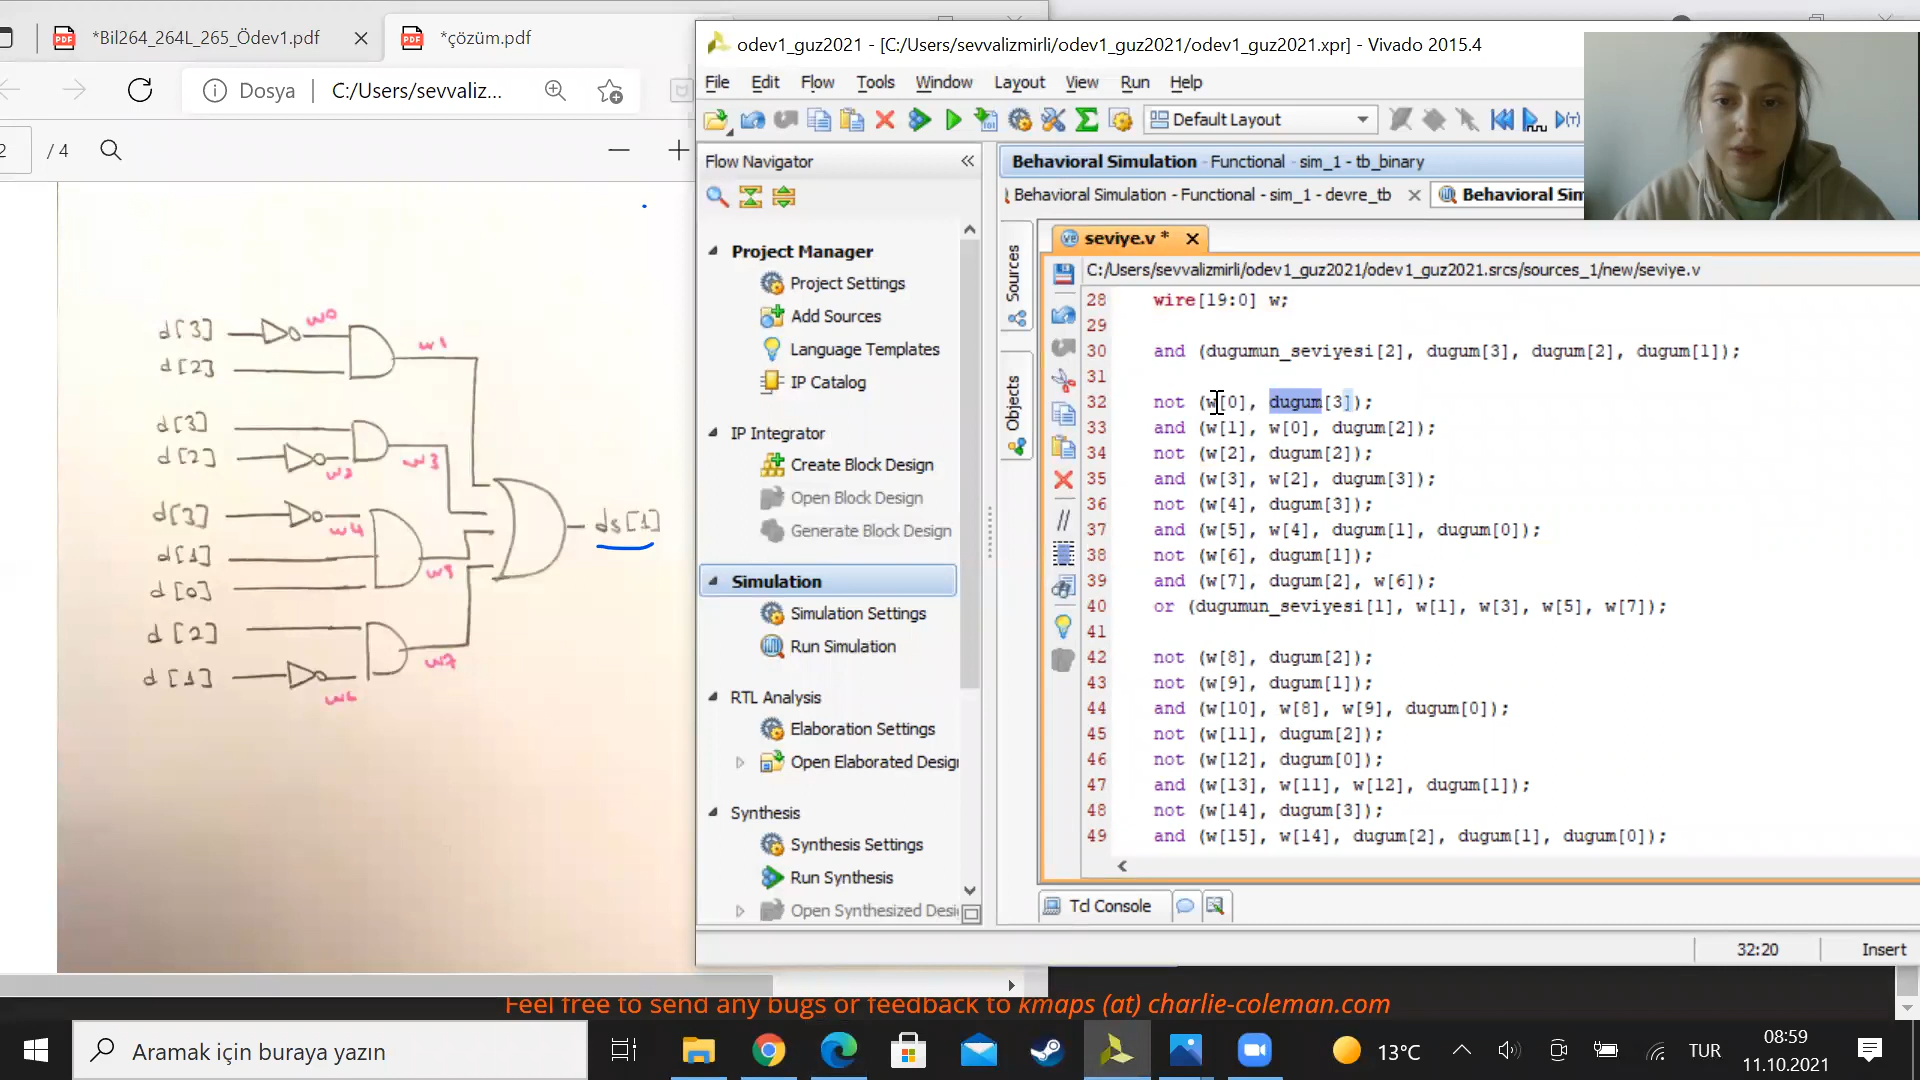 *Bil264_264L_265_Ödev1.pdf
*çözüm.pdf
Dosya
C:/Users/sevvaliz...
2
/ 4
d[3]
w0
w1
d[2]
d[3]
d[2]
w2
w3
d[3]
w4
d[1]
w5
d[0]
d[2]
w7
d[1]
w6
ds[1]
odev1_guz2021 - [C:/Users/sevvalizmirli/odev1_guz2021/odev1_guz2021.xpr] - Vivado 2015.4
File Edit Flow Tools Window Layout View Run Help
Default Layout
Flow Navigator
Project Manager
Project Settings
Add Sources
Language Templates
IP Catalog
IP Integrator
Create Block Design
Open Block Design
Generate Block Design
Simulation
Simulation Settings
Run Simulation
RTL Analysis
Elaboration Settings
Open Elaborated Desig
Synthesis
Synthesis Settings
Run Synthesis
Open Synthesized Desi
Behavioral Simulation - Functional - sim_1 - tb_binary
Behavioral Simulation - Functional - sim_1 - devre_tb
Behavioral Sim
Sources
Objects
seviye.v *
C:/Users/sevvalizmirli/odev1_guz2021/odev1_guz2021.srcs/sources_1/new/seviye.v
28 wire[19:0] w;
29
30 and (dugumun_seviyesi[2], dugum[3], dugum[2], dugum[1]);
31
32 not (w[0], dugum[3]);
33 and (w[1], w[0], dugum[2]);
34 not (w[2], dugum[2]);
35 and (w[3], w[2], dugum[3]);
36 not (w[4], dugum[3]);
37 and (w[5], w[4], dugum[1], dugum[0]);
38 not (w[6], dugum[1]);
39 and (w[7], dugum[2], w[6]);
40 or (dugumun_seviyesi[1], w[1], w[3], w[5], w[7]);
41
42 not (w[8], dugum[2]);
43 not (w[9], dugum[1]);
44 and (w[10], w[8], w[9], dugum[0]);
45 not (w[11], dugum[2]);
46 not (w[12], dugum[0]);
47 and (w[13], w[11], w[12], dugum[1]);
48 not (w[14], dugum[3]);
49 and (w[15], w[14], dugum[2], dugum[1], dugum[0]);
Tcl Console
32:20
Insert
Feel free to send any bugs or feedback to kmaps (at) charlie-coleman.com
Aramak için buraya yazın
13°C
TUR
08:59
11.10.2021